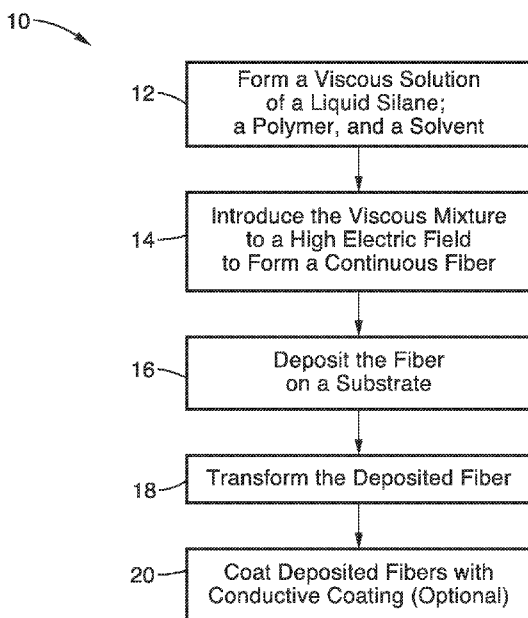 10
12
Form a Viscous Solution
of a Liquid Silane;
a Polymer, and a Solvent
14
Introduce the Viscous Mixture
to a High Electric Field
to Form a Continuous Fiber
16
Deposit the Fiber
on a Substrate
18
Transform the Deposited Fiber
20
Coat Deposited Fibers with
Conductive Coating (Optional)